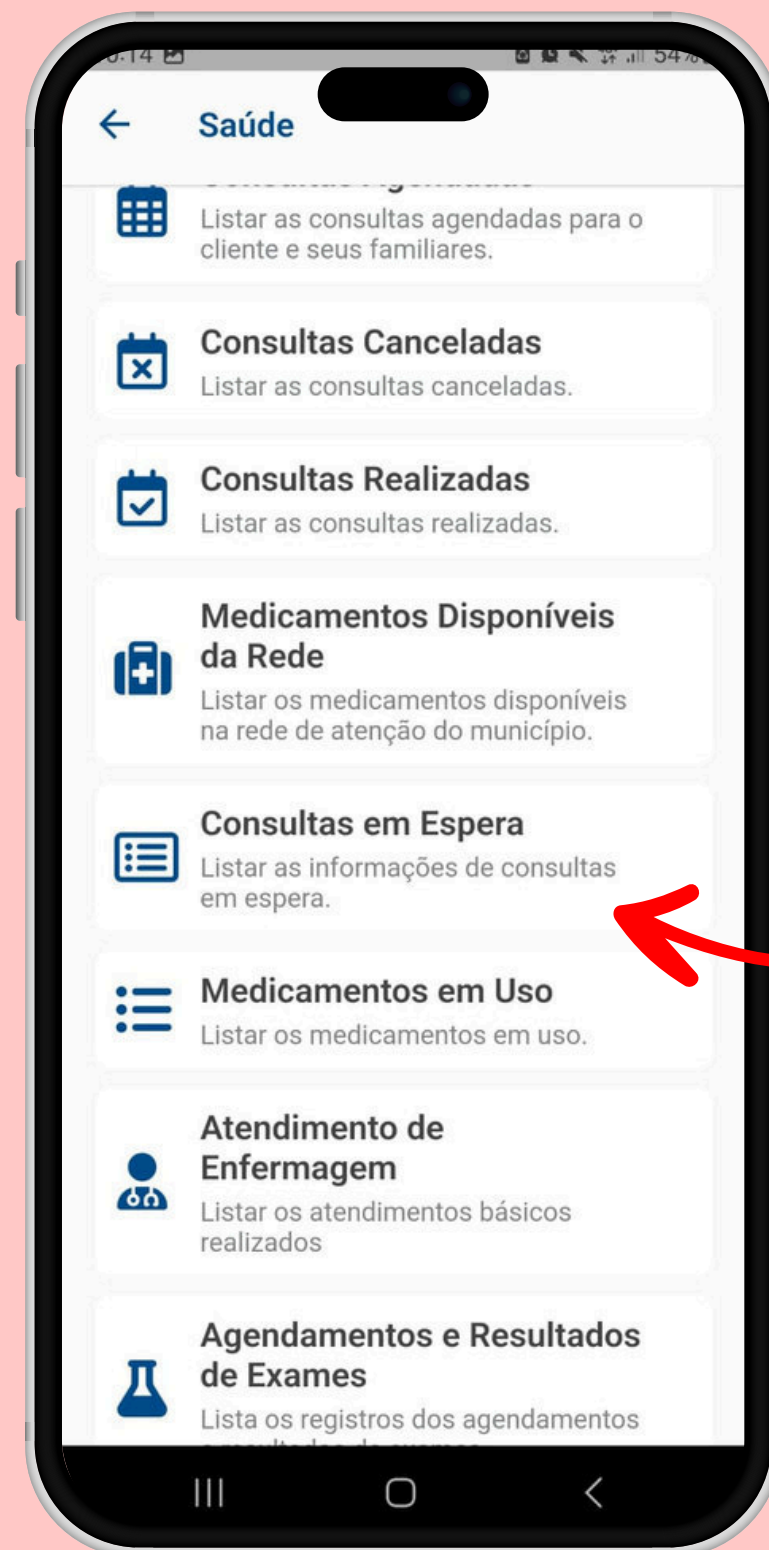 54%
Saúde
Listar as consultas agendadas para o
cliente e seus familiares.
Consultas Canceladas
Listar as consultas canceladas.
Consultas Realizadas
Listar as consultas realizadas.
Medicamentos Disponíveis
da Rede
Listar os medicamentos disponíveis
na rede de atenção do município.
Consultas em Espera
Listar as informações de consultas
em espera.
Medicamentos em Uso
Listar os medicamentos em uso.
Atendimento de
Enfermagem
Listar os atendimentos básicos
realizados
Agendamentos e Resultados
de Exames
Lista os registros dos agendamentos